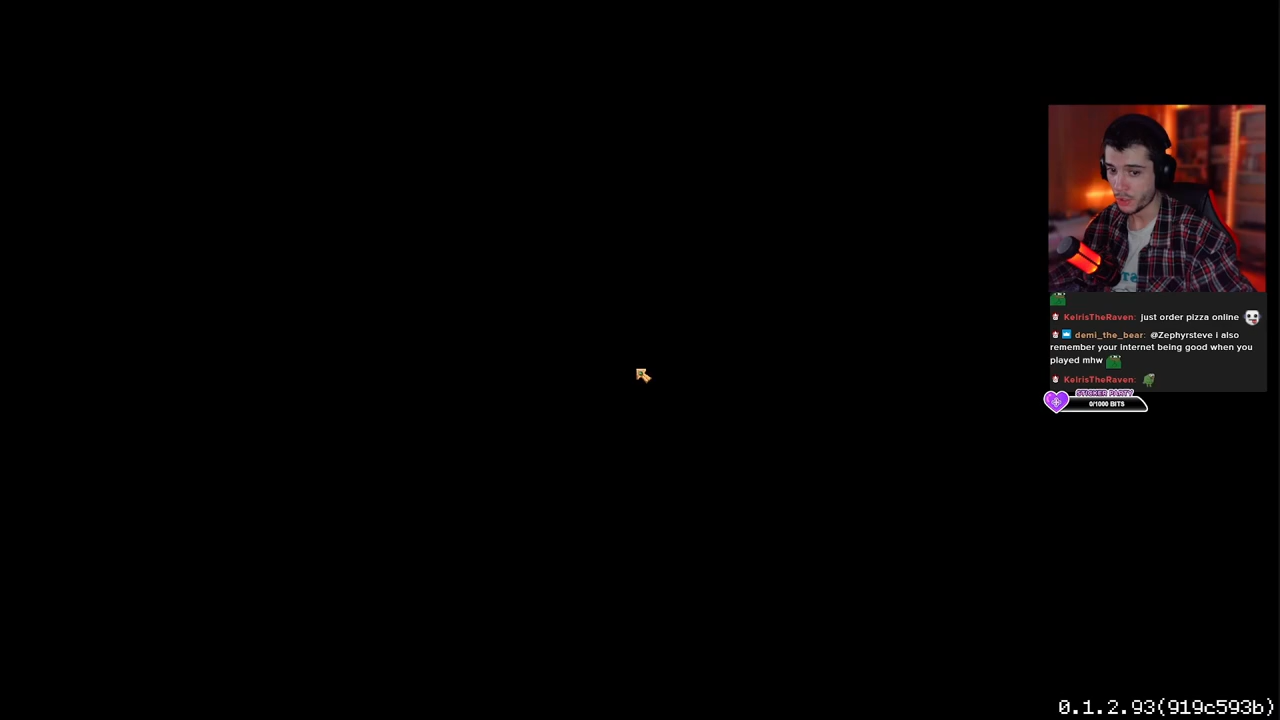 KeirisTheRaven: just order pizza online
demi_the_bear: @Zephyrsteve i also
remember your internet being good when you
played mhw
KeirisTheRaven:
STICKER PARTY
0/1000 BITS
0.1.2.93(919c593b)